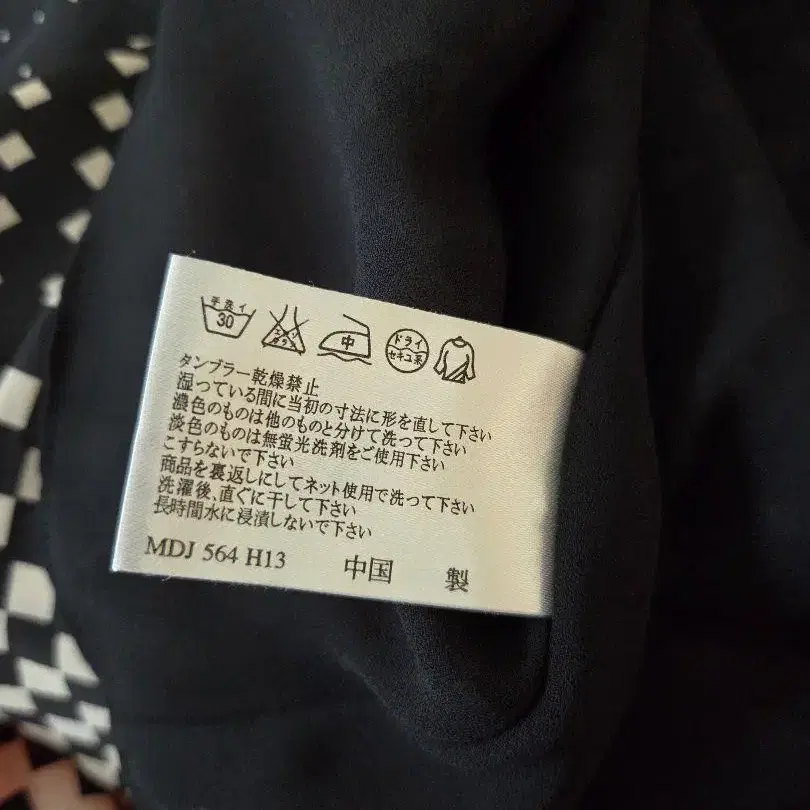 手洗イ
30
エンソサラシ
中
ドライ
セキユ系
タンブラー乾燥禁止
湿っている間に当初の寸法に形を直して下さい
濃色のものは他のものと分けて洗って下さい
淡色のものは無蛍光洗剤をご使用下さい
こすらないで下さい
商品を裏返しにしてネット使用で洗って下さい
洗濯後、直ぐに干して下さい
長時間水に浸漬しないで下さい
MDJ 564 H13 中国 製